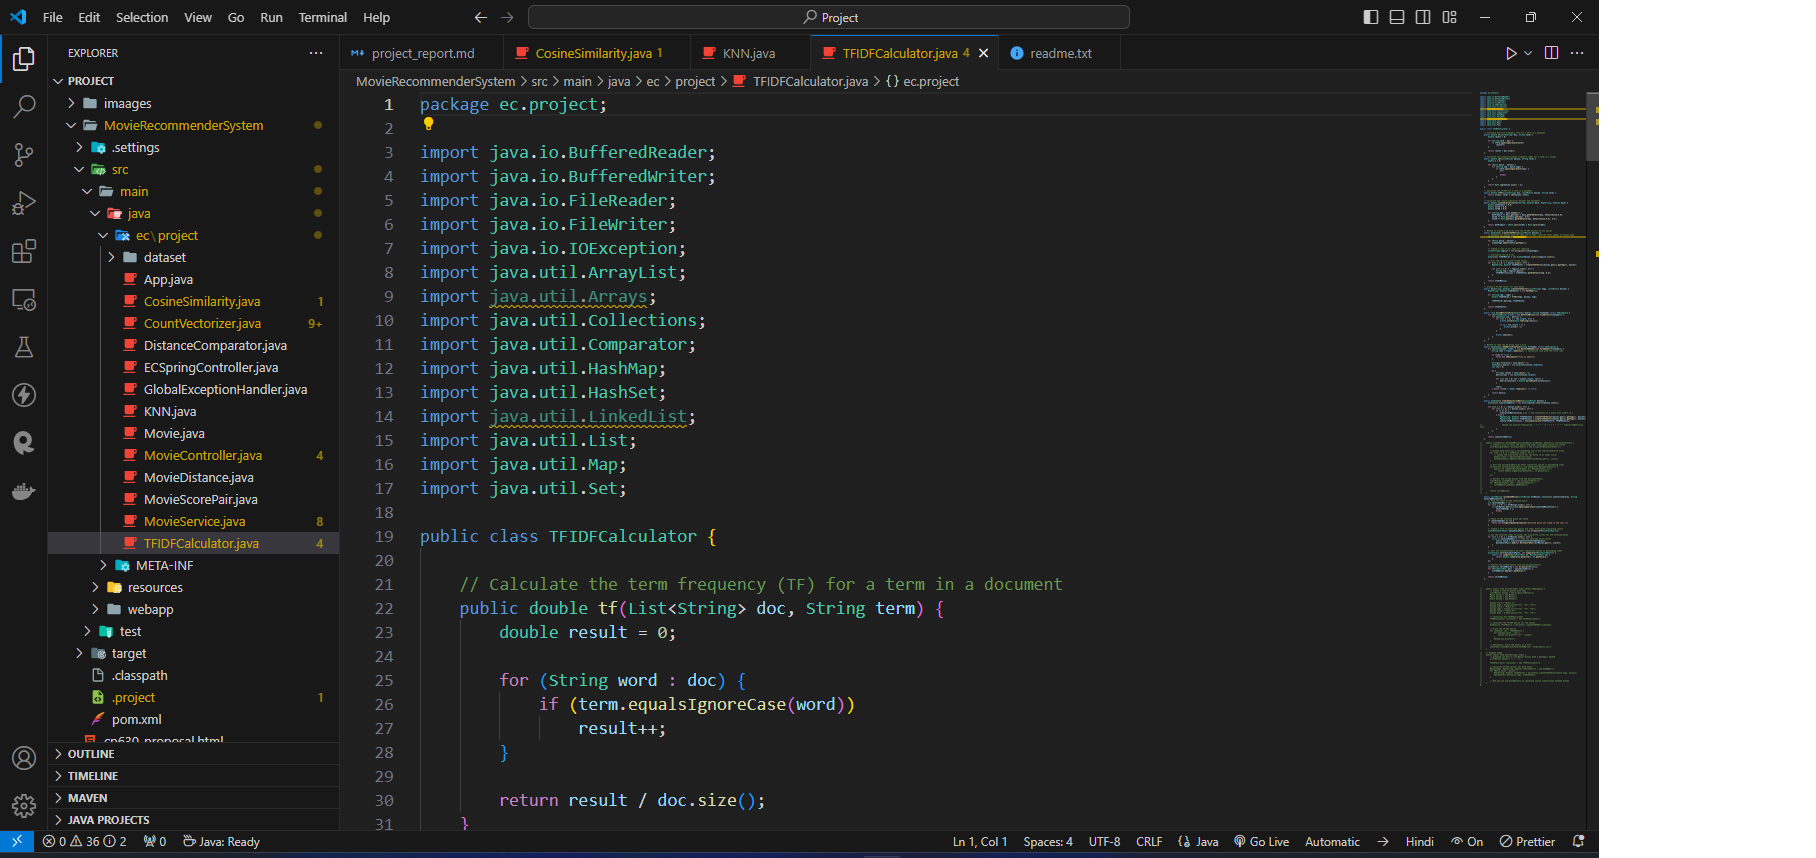 File Edit Selection View Go Run Terminal Help
Project
EXPLORER
PROJECT
imaages
MovieRecommenderSystem
.settings
src
main
java
ec\project
dataset
App.java
CosineSimilarity.java 1
CountVectorizer.java 9+
DistanceComparator.java
ECSpringController.java
GlobalExceptionHandler.java
KNN.java
Movie.java
MovieController.java 4
MovieDistance.java
MovieScorePair.java
MovieService.java 8
TFIDFCalculator.java 4
META-INF
resources
webapp
test
target
.classpath
.project 1
pom.xml
cp630_proposal.html
OUTLINE
TIMELINE
MAVEN
JAVA PROJECTS
project_report.md CosineSimilarity.java 1 KNN.java TFIDFCalculator.java 4 readme.txt
MovieRecommenderSystem > src > main > java > ec > project > TFIDFCalculator.java > {} ec.project
1 package ec.project;
2
3 import java.io.BufferedReader;
4 import java.io.BufferedWriter;
5 import java.io.FileReader;
6 import java.io.FileWriter;
7 import java.io.IOException;
8 import java.util.ArrayList;
9 import java.util.Arrays;
10 import java.util.Collections;
11 import java.util.Comparator;
12 import java.util.HashMap;
13 import java.util.HashSet;
14 import java.util.LinkedList;
15 import java.util.List;
16 import java.util.Map;
17 import java.util.Set;
18
19 public class TFIDFCalculator {
20
21 // Calculate the term frequency (TF) for a term in a document
22 public double tf(List<String> doc, String term) {
23 double result = 0;
24
25 for (String word : doc) {
26 if (term.equalsIgnoreCase(word))
27 result++;
28 }
29
30 return result / doc.size();
31 }
0 36 2 0 Java: Ready
Ln 1, Col 1 Spaces: 4 UTF-8 CRLF {} Java Go Live Automatic → Hindi On Prettier